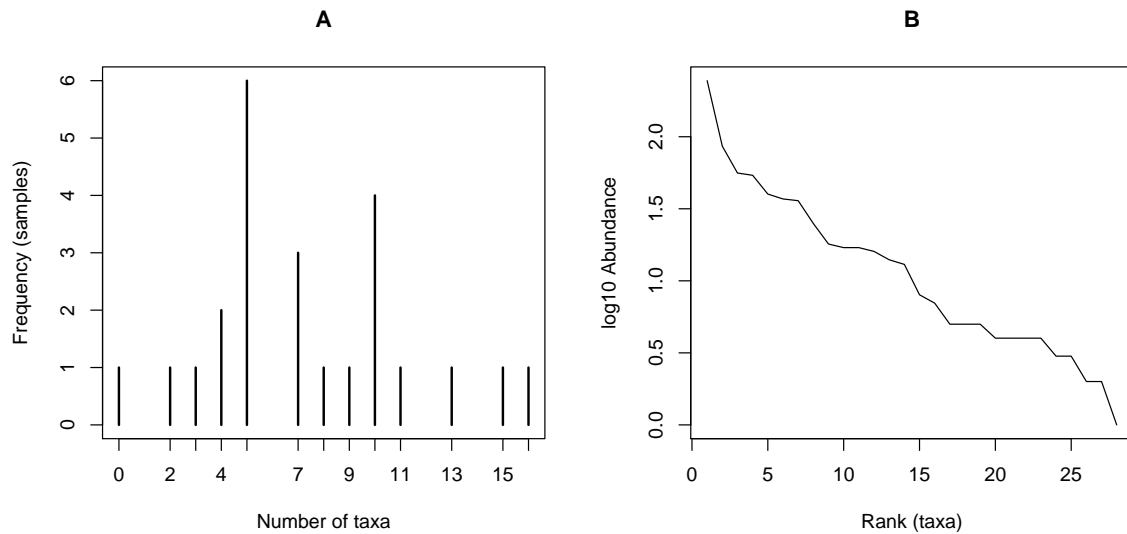 A
Frequency (samples)
6
5
4
3
2
1
0
0 2 4 7 9 11 13 15
Number of taxa
B
log10 Abundance
2.0
1.5
1.0
0.5
0.0
0 5 10 15 20 25
Rank (taxa)